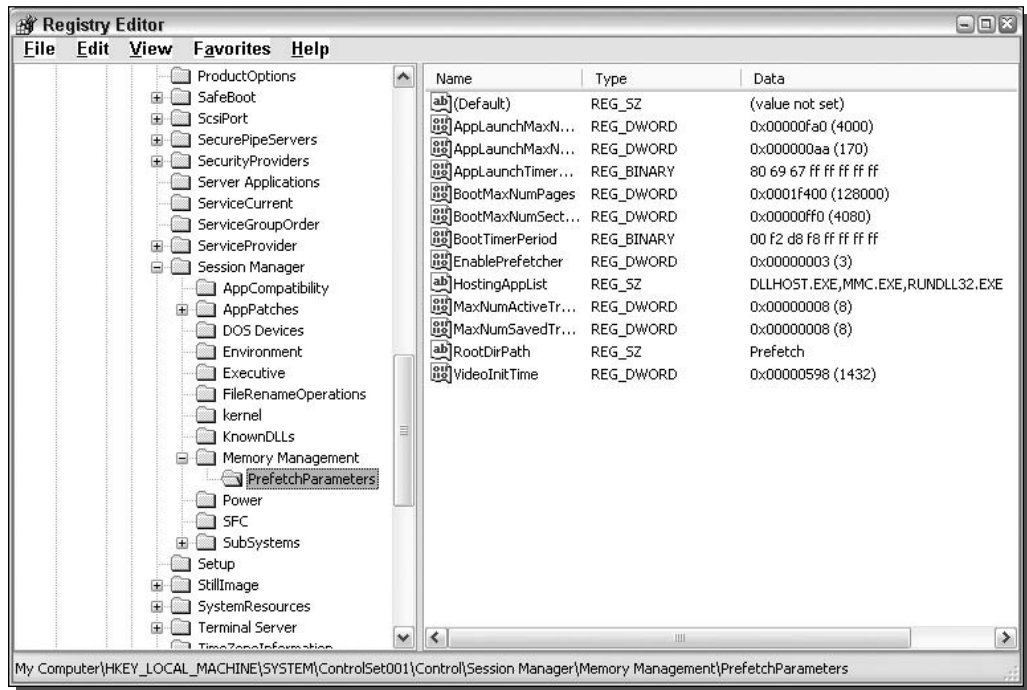 Registry Editor
File Edit View Favorites Help
ProductOptions
SafeBoot
ScsiPort
SecurePipeServers
SecurityProviders
Server Applications
ServiceCurrent
ServiceGroupOrder
ServiceProvider
Session Manager
AppCompatibility
AppPatches
DOS Devices
Environment
Executive
FileRenameOperations
kernel
KnownDLLs
Memory Management
PrefetchParameters
Power
SFC
SubSystems
Setup
StillImage
SystemResources
Terminal Server
TimeZoneInformation
Name Type Data
(Default) REG_SZ (value not set)
AppLaunchMaxN... REG_DWORD 0x00000fa0 (4000)
AppLaunchMaxN... REG_DWORD 0x000000aa (170)
AppLaunchTimer... REG_BINARY 80 69 67 ff ff ff ff ff
BootMaxNumPages REG_DWORD 0x0001f400 (128000)
BootMaxNumSect... REG_DWORD 0x00000ff0 (4080)
BootTimerPeriod REG_BINARY 00 f2 d8 f8 ff ff ff ff
EnablePrefetcher REG_DWORD 0x00000003 (3)
HostingAppList REG_SZ DLLHOST.EXE,MMC.EXE,RUNDLL32.EXE
MaxNumActiveTr... REG_DWORD 0x00000008 (8)
MaxNumSavedTr... REG_DWORD 0x00000008 (8)
RootDirPath REG_SZ Prefetch
VideoInitTime REG_DWORD 0x00000598 (1432)
My Computer\HKEY_LOCAL_MACHINE\SYSTEM\ControlSet001\Control\Session Manager\Memory Management\PrefetchParameters